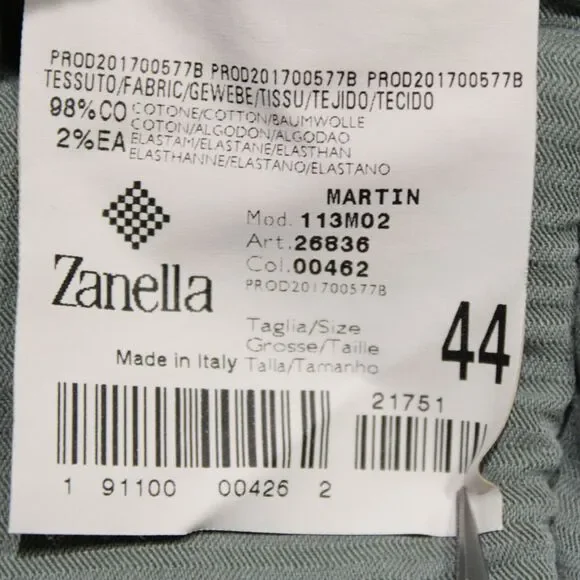 PROD201700577B PROD201700577B PROD201700577B
TESSUTO/FABRIC/GEWEBE/TISSU/TEJIDO/TECIDO
98%CO COTONE/COTTON/BAUMWOLLE
COTON/ALGODON/ALGODAO
2%EA ELASTAM/ELASTANE/ELASTHAN
ELASTHANNE/ELASTANO/ELASTANO
MARTIN
Mod. 113M02
Art. 26836
Col. 00462
PROD201700577B
Zanella
Taglia/Size
Grosse/Taille
Made in Italy Talla/Tamanho
44
21751
1 91100 00426 2